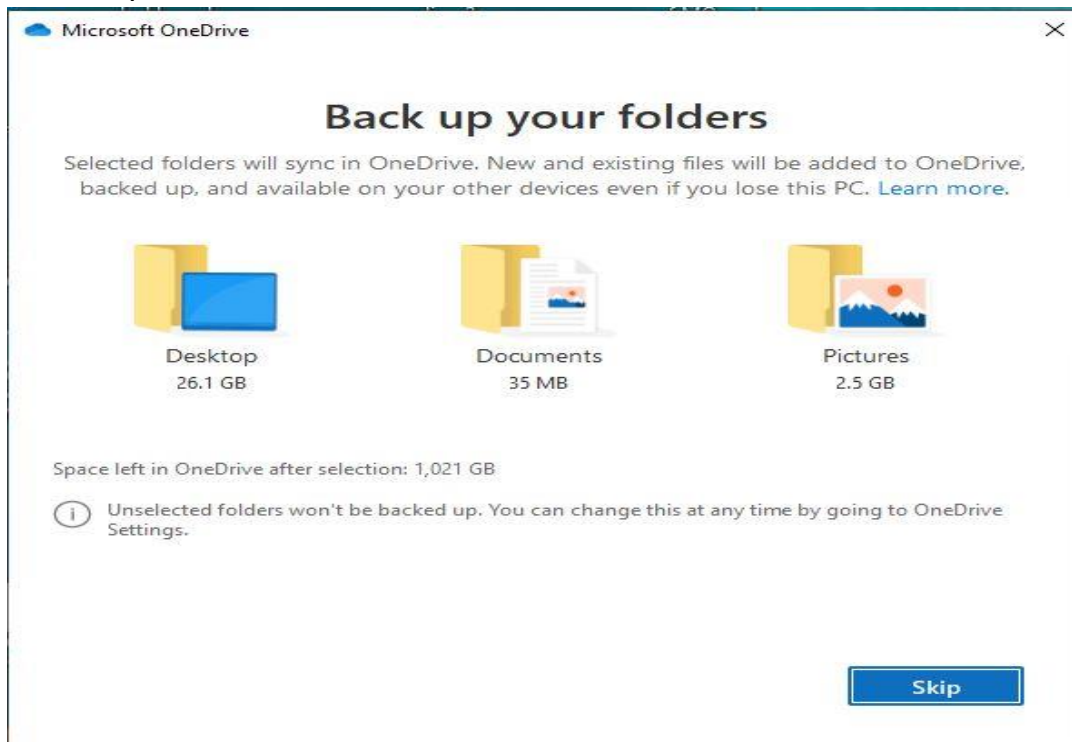 Microsoft OneDrive
Back up your folders
Selected folders will sync in OneDrive. New and existing files will be added to OneDrive,
backed up, and available on your other devices even if you lose this PC. Learn more.
Desktop
26.1 GB
Documents
35 MB
Pictures
2.5 GB
Space left in OneDrive after selection: 1,021 GB
Unselected folders won't be backed up. You can change this at any time by going to OneDrive
Settings.
Skip